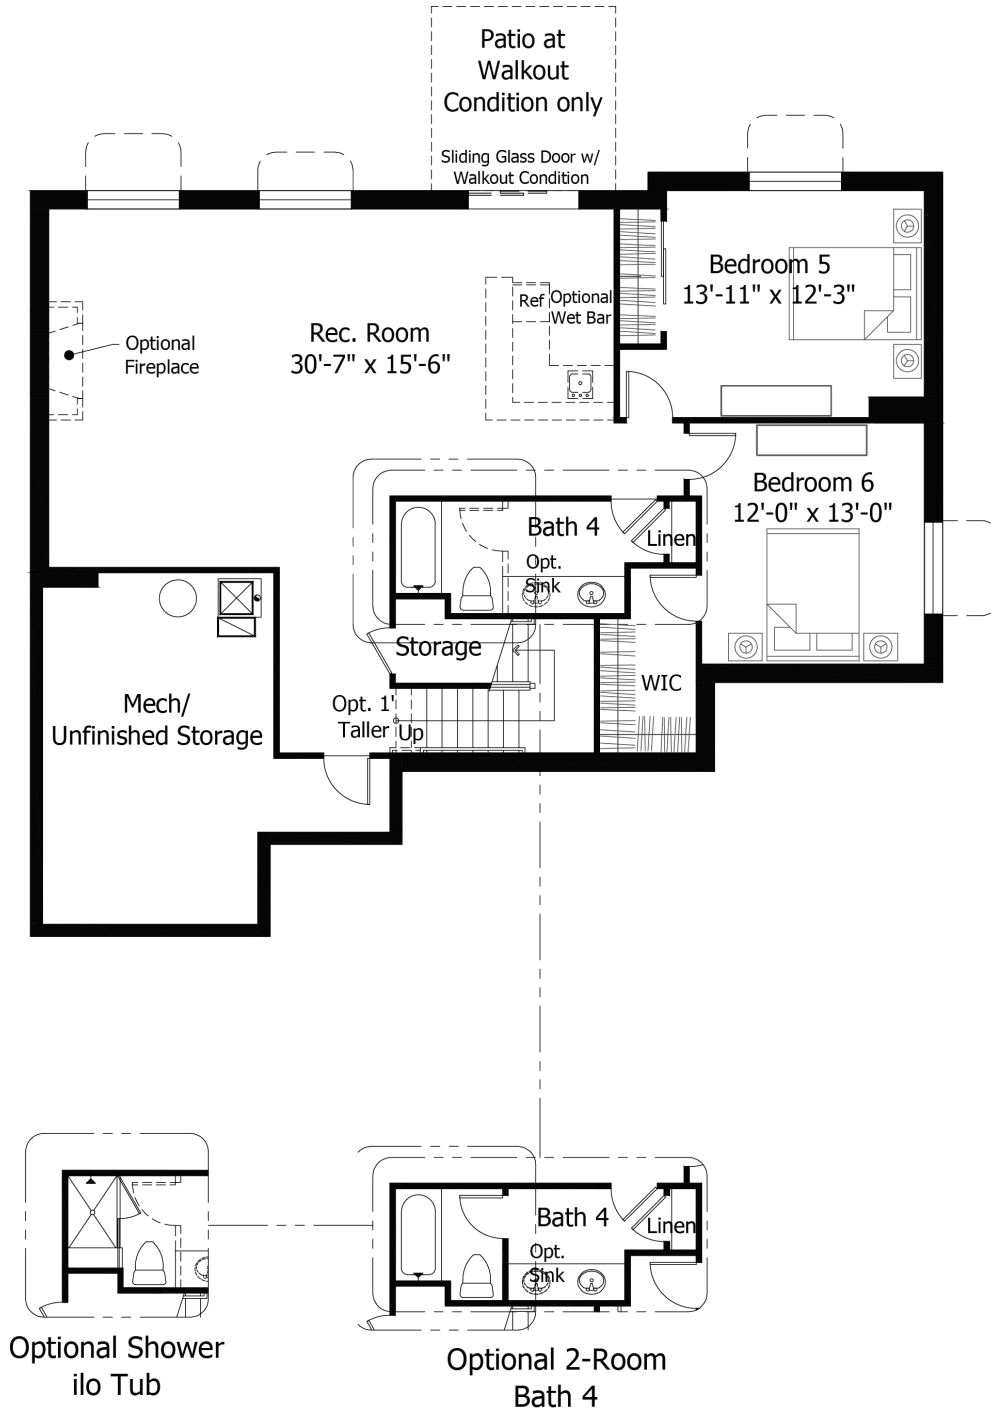 Patio at
Walkout
Condition only
Sliding Glass Door w/
Walkout Condition
Bedroom 5
13'-11" x 12'-3"
Ref
Optional
Wet Bar
Rec. Room
30'-7" x 15'-6"
Optional
Fireplace
Bedroom 6
12'-0" x 13'-0"
Bath 4
Linen
Opt.
Sink
Storage
WIC
Opt. 1'
Taller
Up
Mech/
Unfinished Storage
Bath 4
Linen
Opt.
Sink
Optional Shower
ilo Tub
Optional 2-Room
Bath 4